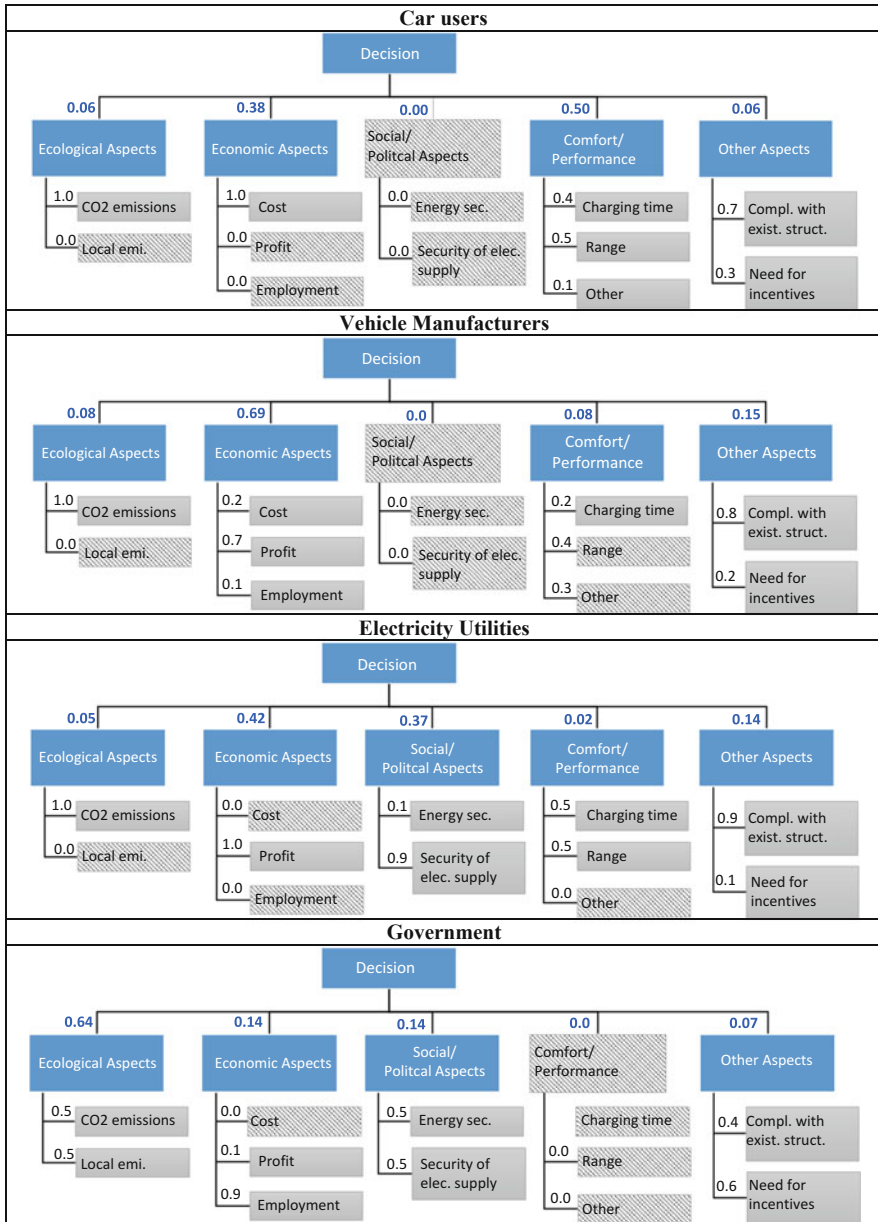 Car users
Decision
0.06 0.38 0.00 0.50 0.06
Ecological Aspects
Economic Aspects
Social/
Politcal Aspects
Comfort/
Performance
Other Aspects
1.0 CO2 emissions
0.0 Local emi.
1.0 Cost
0.0 Profit
0.0 Employment
0.0 Energy sec.
0.0 Security of elec.
supply
0.4 Charging time
0.5 Range
0.1 Other
0.7 Compl. with
exist. struct.
0.3 Need for
incentives
Vehicle Manufacturers
Decision
0.08 0.69 0.0 0.08 0.15
Ecological Aspects
Economic Aspects
Social/
Politcal Aspects
Comfort/
Performance
Other Aspects
1.0 CO2 emissions
0.0 Local emi.
0.2 Cost
0.7 Profit
0.1 Employment
0.0 Energy sec.
0.0 Security of elec.
supply
0.2 Charging time
0.4 Range
0.3 Other
0.8 Compl. with
exist. struct.
0.2 Need for
incentives
Electricity Utilities
Decision
0.05 0.42 0.37 0.02 0.14
Ecological Aspects
Economic Aspects
Social/
Politcal Aspects
Comfort/
Performance
Other Aspects
1.0 CO2 emissions
0.0 Local emi.
0.0 Cost
1.0 Profit
0.0 Employment
0.1 Energy sec.
0.9 Security of
elec. supply
0.5 Charging time
0.5 Range
0.0 Other
0.9 Compl. with
exist. struct.
0.1 Need for
incentives
Government
Decision
0.64 0.14 0.14 0.0 0.07
Ecological Aspects
Economic Aspects
Social/
Politcal Aspects
Comfort/
Performance
Other Aspects
0.5 CO2 emissions
0.5 Local emi.
0.0 Cost
0.1 Profit
0.9 Employment
0.5 Energy sec.
0.5 Security of
elec. supply
Charging time
0.0 Range
0.0 Other
0.4 Compl. with
exist. struct.
0.6 Need for
incentives